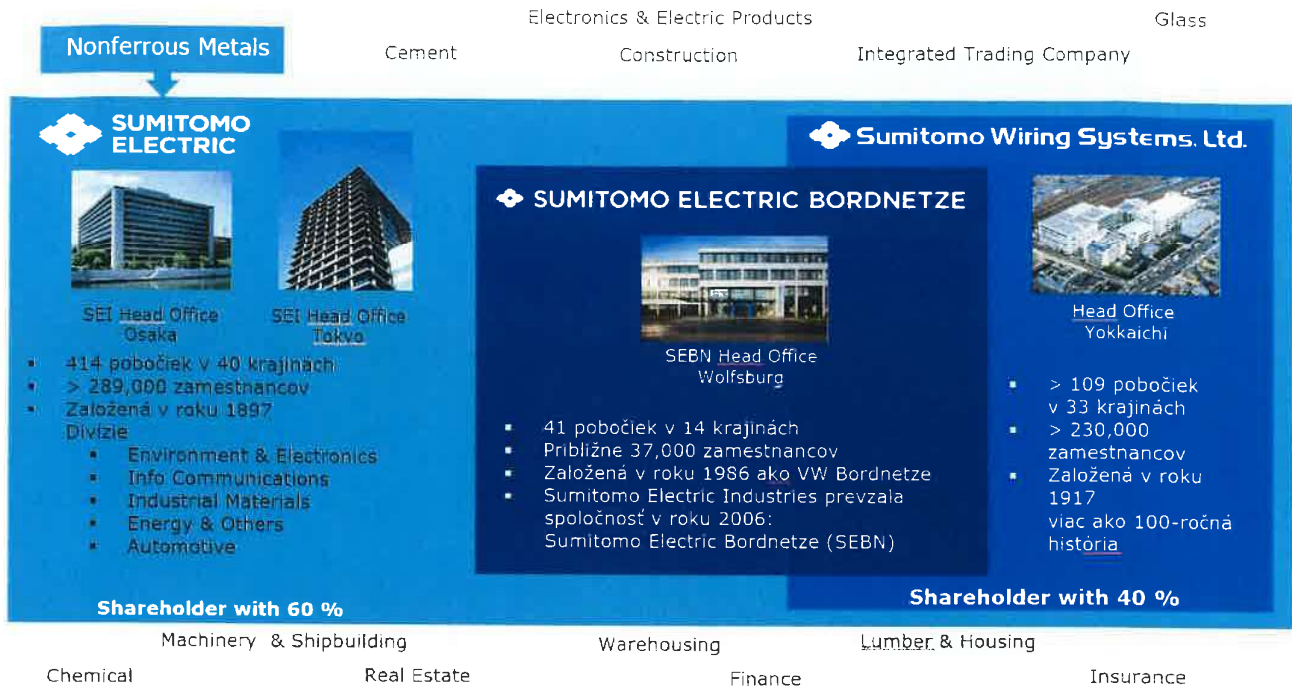 Electronics & Electric Products
Glass
Nonferrous Metals
Cement
Construction
Integrated Trading Company
SUMITOMO
ELECTRIC
Sumitomo Wiring Systems, Ltd.
SUMITOMO ELECTRIC BORDNETZE
SEI Head Office
Osaka
SEI Head Office
Tokyo
414 pobočiek v 40 krajinách
> 289,000 zamestnancov
Založená v roku 1897
Divízie
Environment & Electronics
Info Communications
Industrial Materials
Energy & Others
Automotive
Shareholder with 60 %
SEBN Head Office
Wolfsburg
41 pobočiek v 14 krajinách
Približne 37,000 zamestnancov
Založená v roku 1986 ako VW Bordnetze
Sumitomo Electric Industries prevzala
spoločnosť v roku 2006:
Sumitomo Electric Bordnetze (SEBN)
Head Office
Yokkaichi
> 109 pobočiek
v 33 krajinách
> 230,000
zamestnancov
Založená v roku
1917
viac ako 100-ročná
história
Shareholder with 40 %
Machinery & Shipbuilding
Warehousing
Lumber & Housing
Chemical
Real Estate
Finance
Insurance